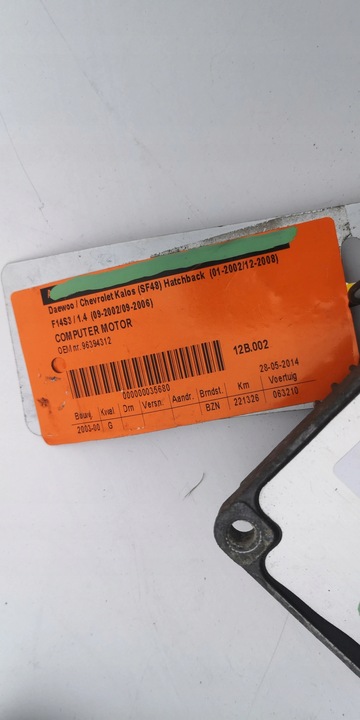 Daewoo / Chevrolet Kalos (SF48) Hatchback (01-2002/12-2008)
F14S3 / 1.4 (09-2002/09-2006)
COMPUTER MOTOR
OEM nr. 96394312
12B.002
000000035680
28-05-2014
Bouwj. Kwal Drn Versn. Aandr. Brndst. Km Voertuig
2003-00 G BZN 221326 063210